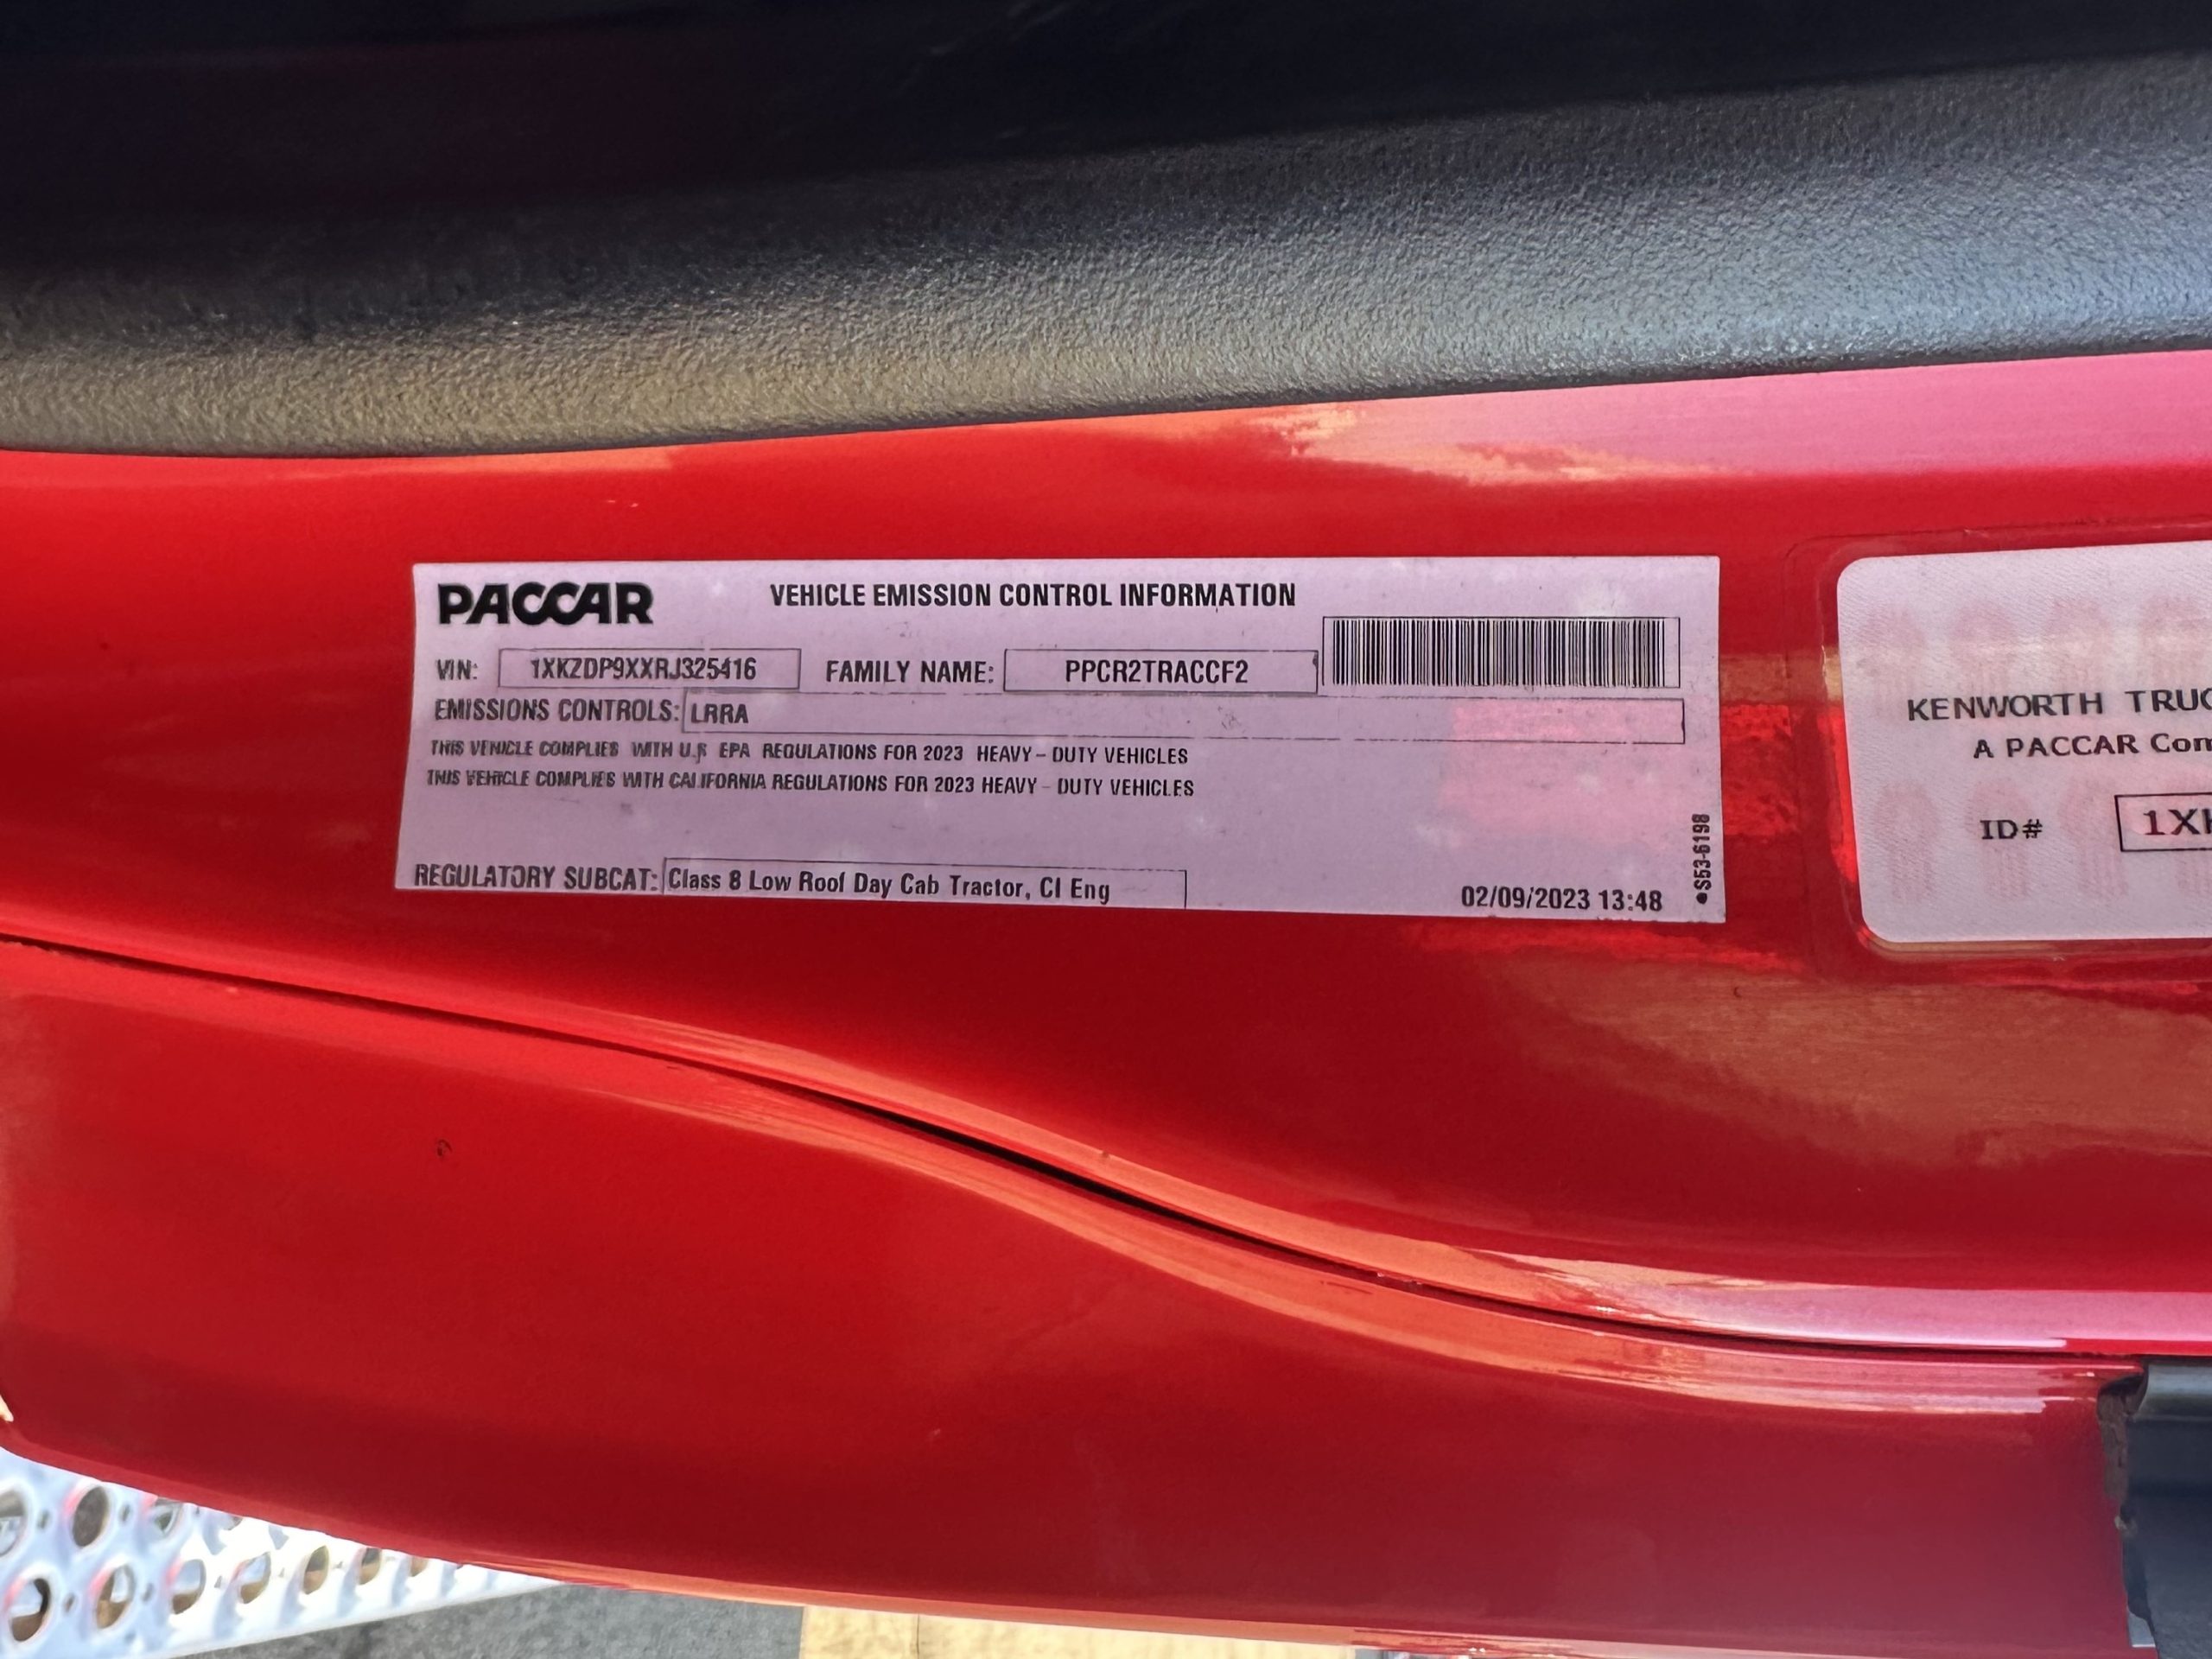 PACCAR VEHICLE EMISSION CONTROL INFORMATION
VIN: 1XKZDP9XXRJ325416 FAMILY NAME: PPCR2TRACCF2
EMISSIONS CONTROLS: LRRA
THIS VEHICLE COMPLIES WITH U.S EPA REGULATIONS FOR 2023 HEAVY - DUTY VEHICLES
THIS VEHICLE COMPLIES WITH CALIFORNIA REGULATIONS FOR 2023 HEAVY - DUTY VEHICLES
REGULATORY SUBCAT: Class 8 Low Roof Day Cab Tractor, CI Eng
02/09/2023 13:48
●S53-6198
KENWORTH TRUC
A PACCAR Com
ID# 1XK